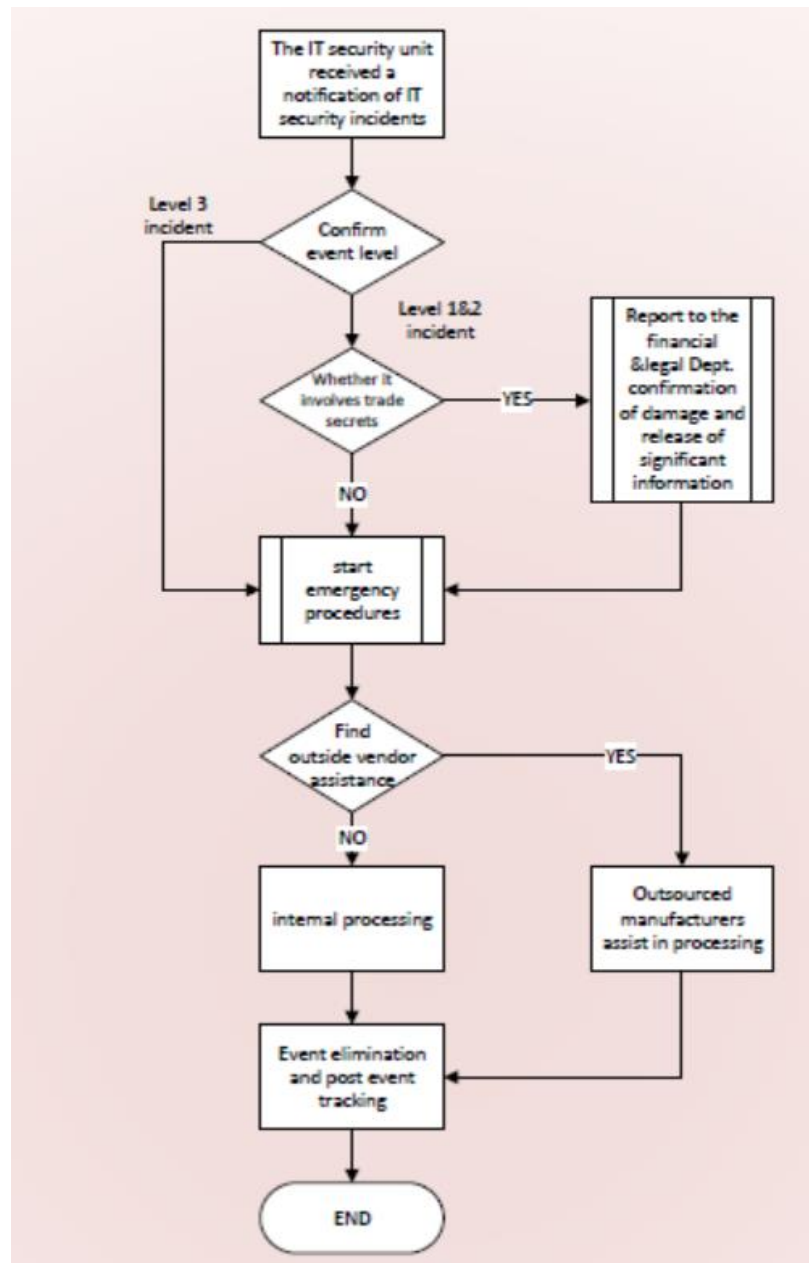 The IT security unit
received a
notification of IT
security incidents
Level 3
incident
Confirm
event level
Level 1&2
incident
Whether it
involves trade
secrets
YES
Report to the
financial
&legal Dept.
confirmation
of damage and
release of
significant
information
NO
start
emergency
procedures
Find
outside vendor
assistance
YES
NO
internal processing
Outsourced
manufacturers
assist in processing
Event elimination
and post event
tracking
END